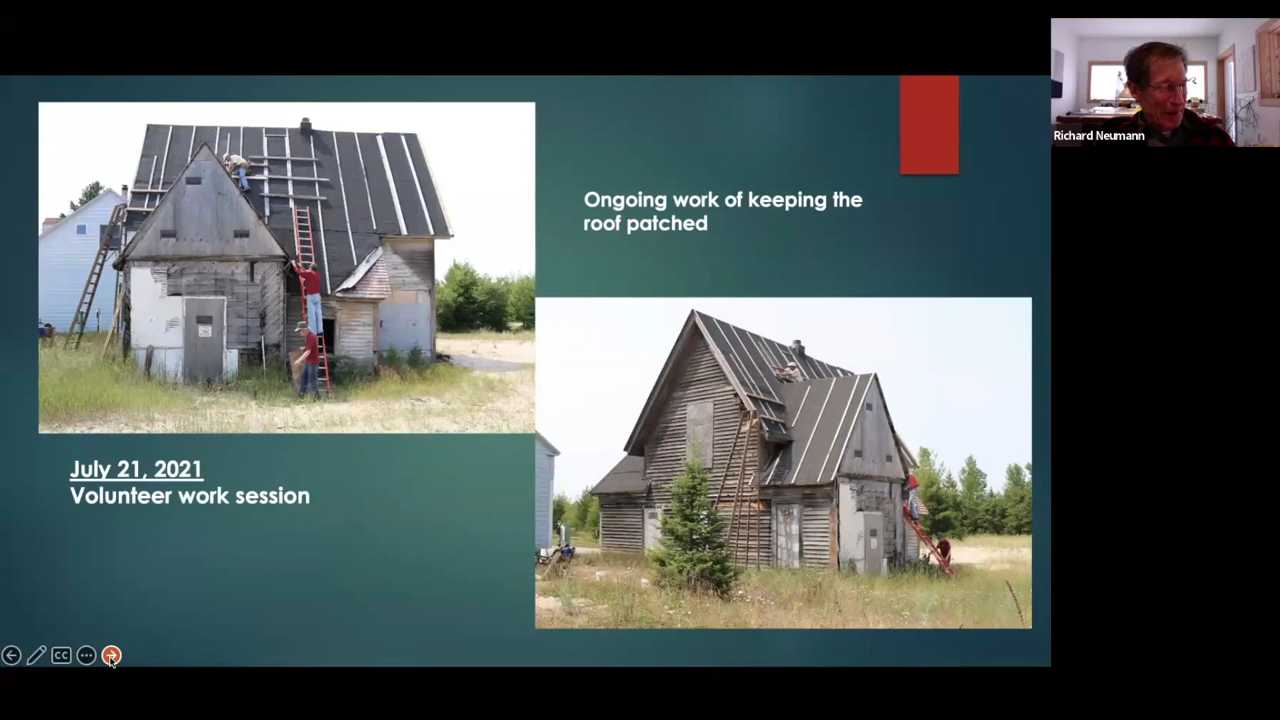 Richard Neumann
Ongoing work of keeping the
roof patched
July 21, 2021
Volunteer work session
CC